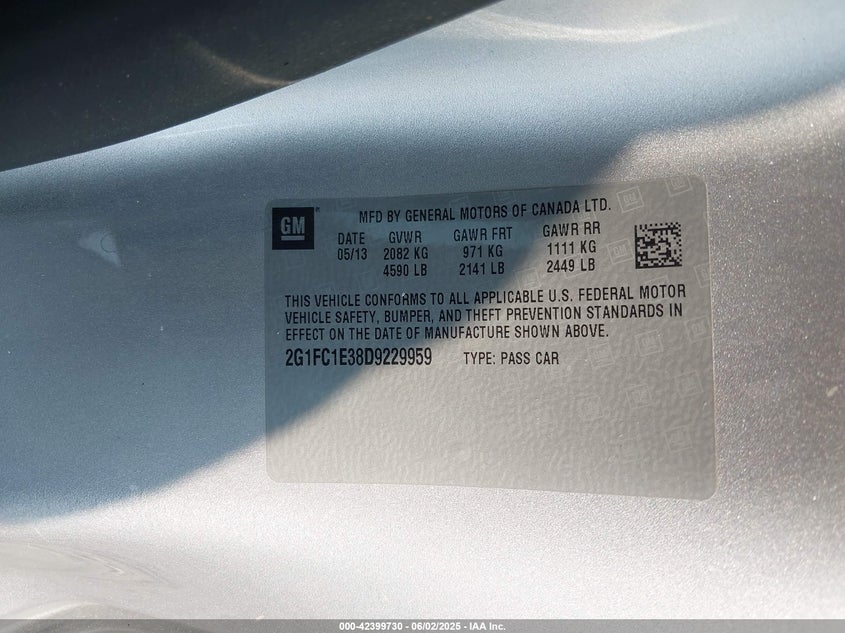 GM
MFD BY GENERAL MOTORS OF CANADA LTD.
DATE GVWR GAWR FRT GAWR RR
05/13 2082 KG 971 KG 1111 KG
4590 LB 2141 LB 2449 LB
THIS VEHICLE CONFORMS TO ALL APPLICABLE U.S. FEDERAL MOTOR
VEHICLE SAFETY, BUMPER, AND THEFT PREVENTION STANDARDS IN
EFFECT ON THE DATE OF MANUFACTURE SHOWN ABOVE.
2G1FC1E38D9229959 TYPE: PASS CAR
000-42399730 - 06/02/2025 - IAA Inc.